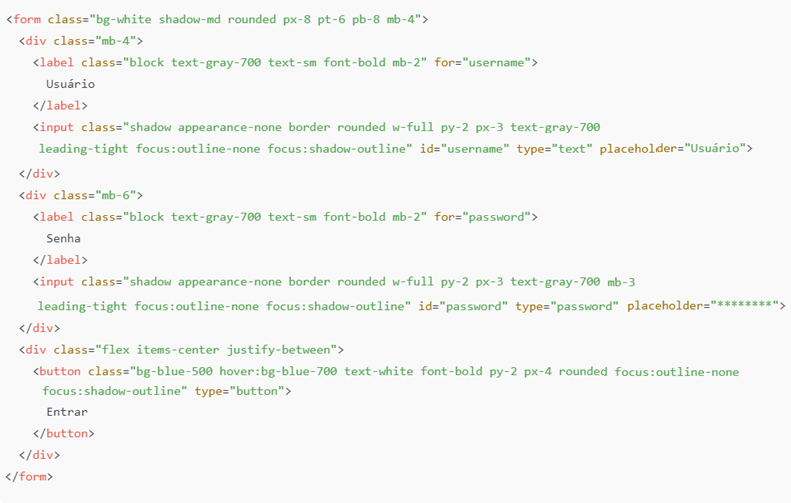 <form class="bg-white shadow-md rounded px-8 pt-6 pb-8 mb-4">
<div class="mb-4">
<label class="block text-gray-700 text-sm font-bold mb-2" for="username">
Usuário
</label>
<input class="shadow appearance-none border rounded w-full py-2 px-3 text-gray-700
leading-tight focus:outline-none focus:shadow-outline" id="username" type="text" placeholder="Usuário">
</div>
<div class="mb-6">
<label class="block text-gray-700 text-sm font-bold mb-2" for="password">
Senha
</label>
<input class="shadow appearance-none border rounded w-full py-2 px-3 text-gray-700 mb-3
leading-tight focus:outline-none focus:shadow-outline" id="password" type="password" placeholder="********">
</div>
<div class="flex items-center justify-between">
<button class="bg-blue-500 hover:bg-blue-700 text-white font-bold py-2 px-4 rounded focus:outline-none
focus:shadow-outline" type="button">
Entrar
</button>
</div>
</form>